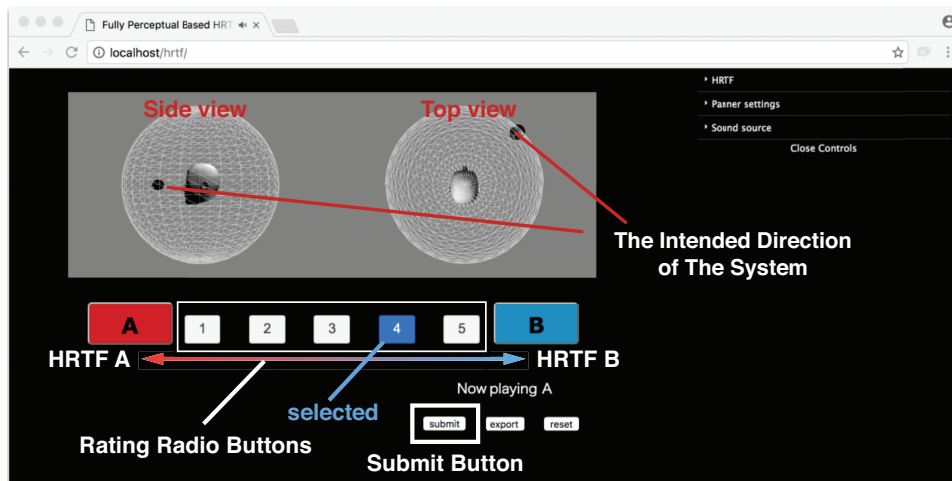 Fully Perceptual Based HRT
localhost/hrtf/
Side view
Top view
HRTF
Panner settings
Sound source
Close Controls
The Intended Direction
of The System
A
1
2
3
4
5
B
HRTF A
HRTF B
Now playing A
selected
submit
export
reset
Rating Radio Buttons
Submit Button